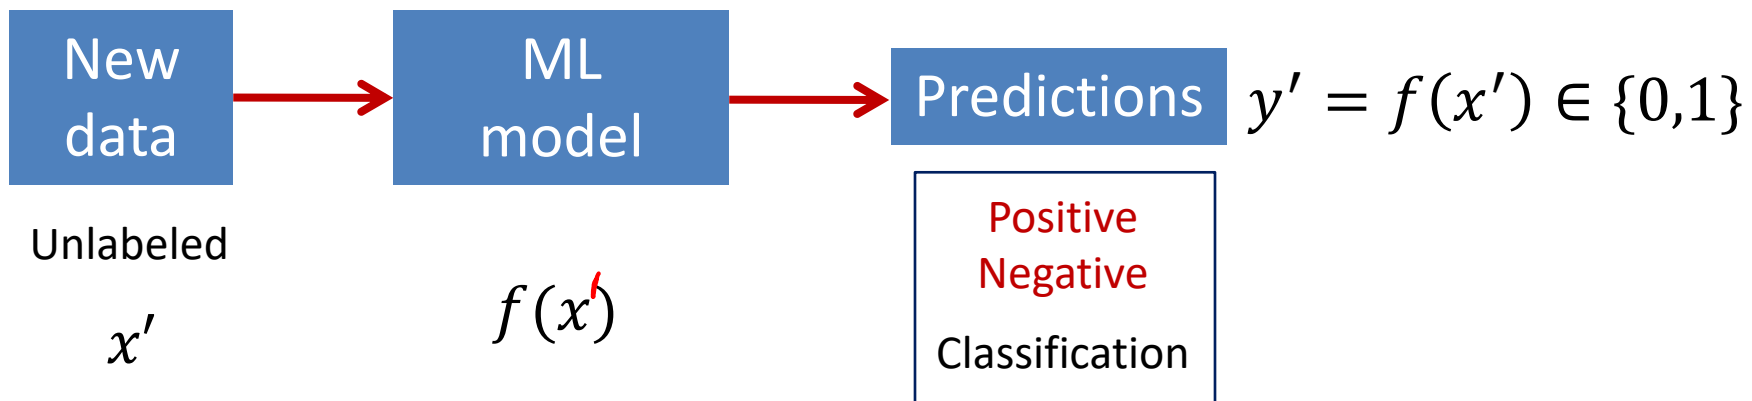 New
data
ML
model
Predictions
y′ = f(x′) ∈ {0,1}
Unlabeled
x′
f(x')
Positive
Negative
Classification